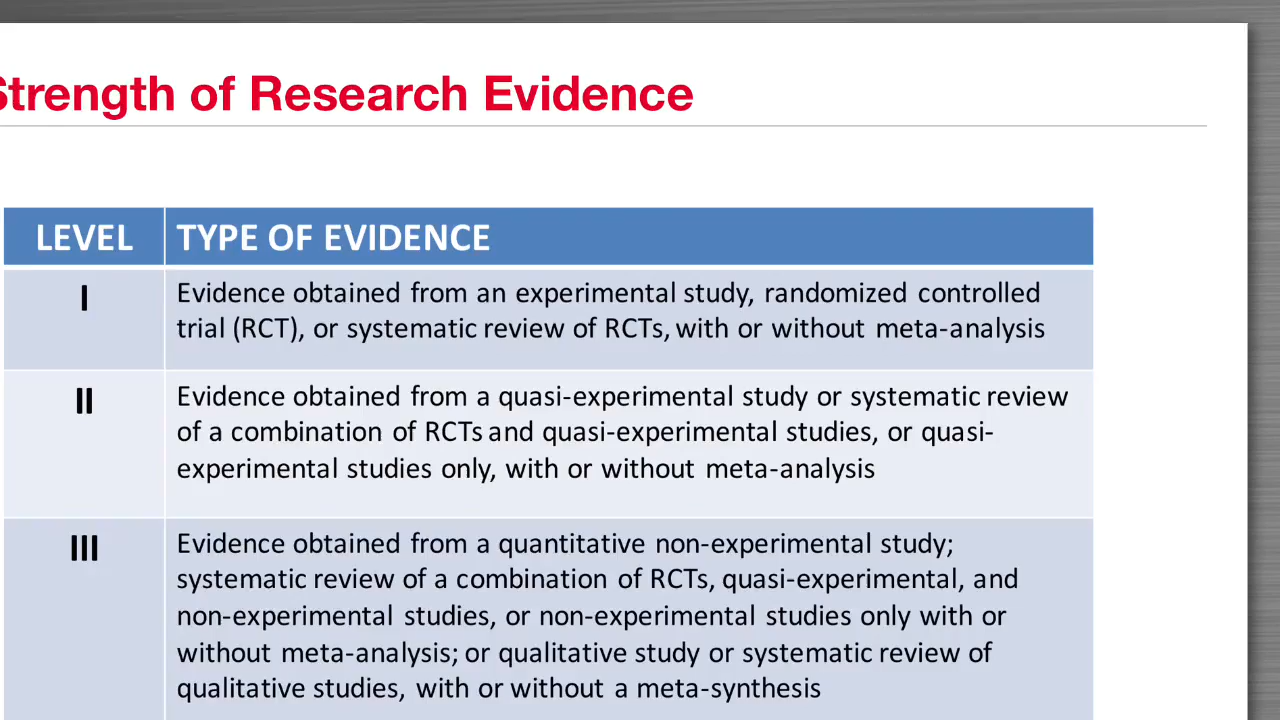 Strength of Research Evidence
LEVEL
TYPE OF EVIDENCE
I
Evidence obtained from an experimental study, randomized controlled
trial (RCT), or systematic review of RCTs, with or without meta-analysis
II
Evidence obtained from a quasi-experimental study or systematic review
of a combination of RCTs and quasi-experimental studies, or quasi-
experimental studies only, with or without meta-analysis
III
Evidence obtained from a quantitative non-experimental study;
systematic review of a combination of RCTs, quasi-experimental, and
non-experimental studies, or non-experimental studies only with or
without meta-analysis; or qualitative study or systematic review of
qualitative studies, with or without a meta-synthesis